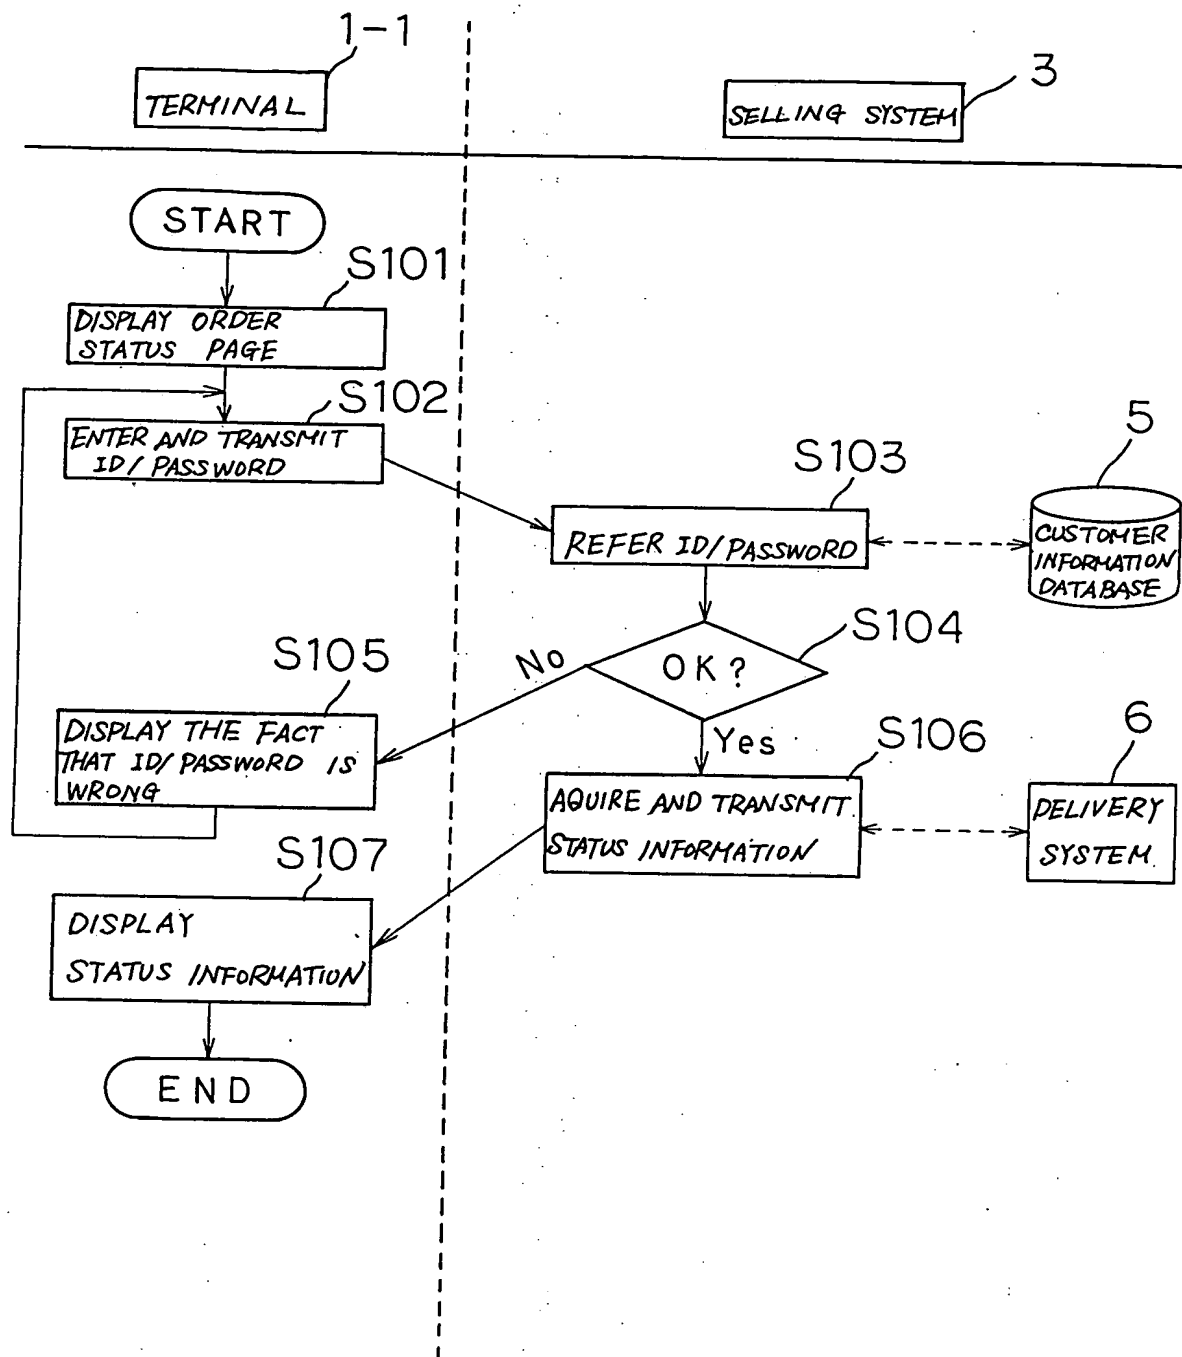 1-1
TERMINAL
3
SELLING SYSTEM
START
S101
DISPLAY ORDER
STATUS PAGE
S102
ENTER AND TRANSMIT
ID/PASSWORD
S103
REFER ID/PASSWORD
5
CUSTOMER
INFORMATION
DATABASE
S104
OK?
No
Yes
S105
DISPLAY THE FACT
THAT ID/PASSWORD IS
WRONG
S106
AQUIRE AND TRANSMIT
STATUS INFORMATION
6
DELIVERY
SYSTEM
S107
DISPLAY
STATUS INFORMATION
END